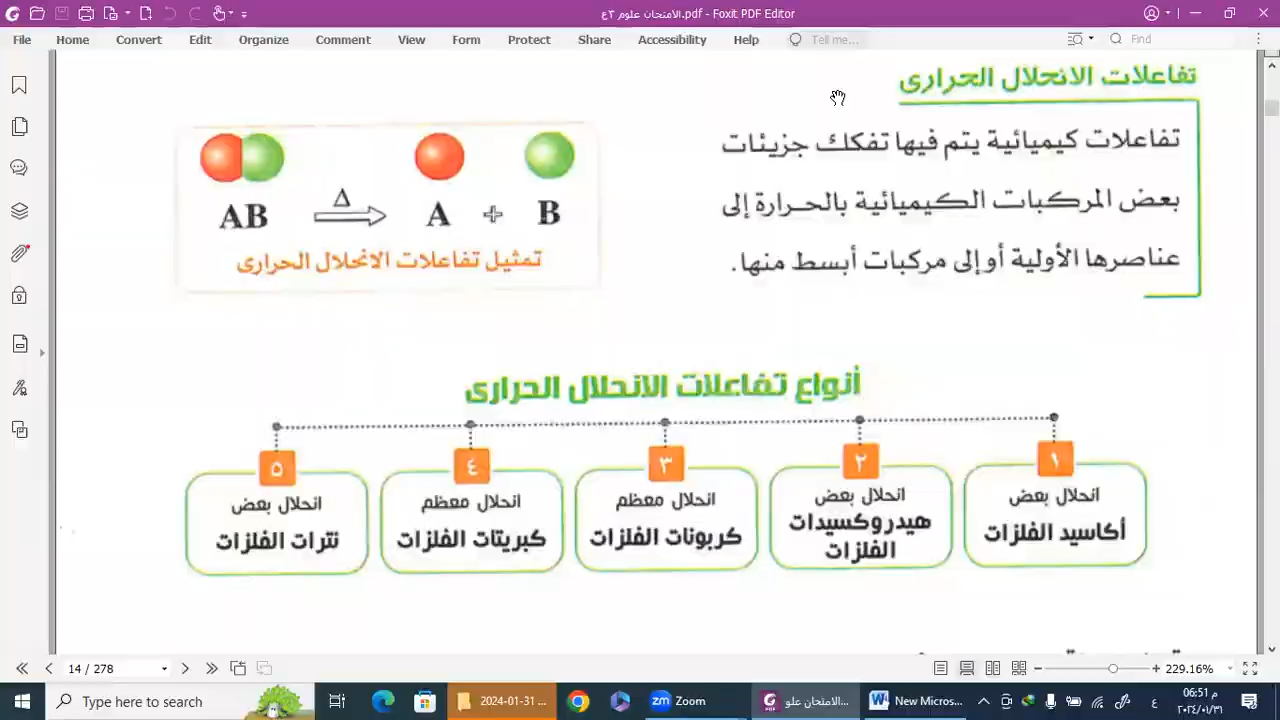 الامتحان علوم ٣ع.pdf - Foxit PDF Editor
File Home Convert Edit Organize Comment View Form Protect Share Accessibility Help Tell me... Find
تفاعلات الانحلال الحرارى
تفاعلات كيميائية يتم فيها تفكك جزيئات
بعض المركبات الكيميائية بالحرارة إلى
عناصرها الأولية أو إلى مركبات أبسط منها.
Δ
AB A + B
تمثيل تفاعلات الانحلال الحرارى
أنواع تفاعلات الانحلال الحرارى
١
انحلال بعض
أكاسيد الفلزات
٢
انحلال بعض
هيدروكسيدات
الفلزات
٣
انحلال معظم
كربونات الفلزات
٤
انحلال معظم
كبريتات الفلزات
٥
انحلال بعض
نترات الفلزات
14 / 278
229.16%
Type here to search
2024-01-31 ...
zm Zoom
الامتحان علو...
W New Micros...
ع
م 06:51
٢٠٢٤/٠١/٣١